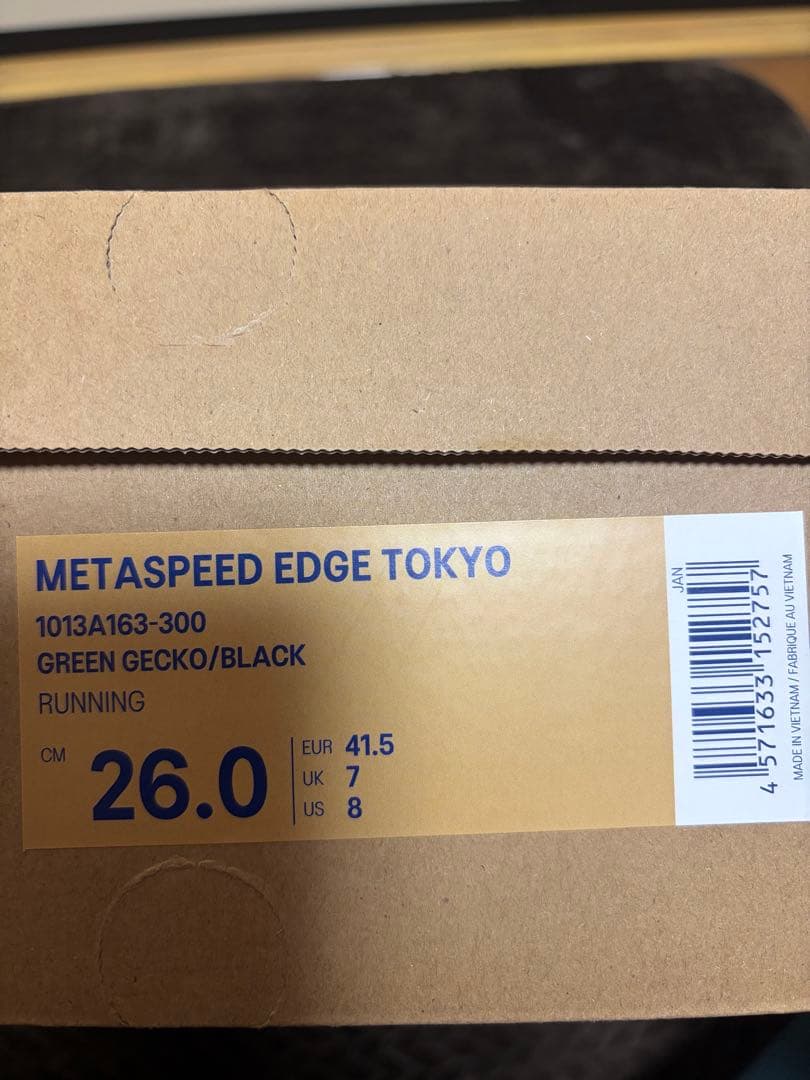 METASPEED EDGE TOKYO
1013A163-300
GREEN GECKO/BLACK
RUNNING
CM
26.0
EUR 41.5
UK 7
US 8
JAN
4 571633 152757
MADE IN VIETNAM / FABRIQUE AU VIETNAM